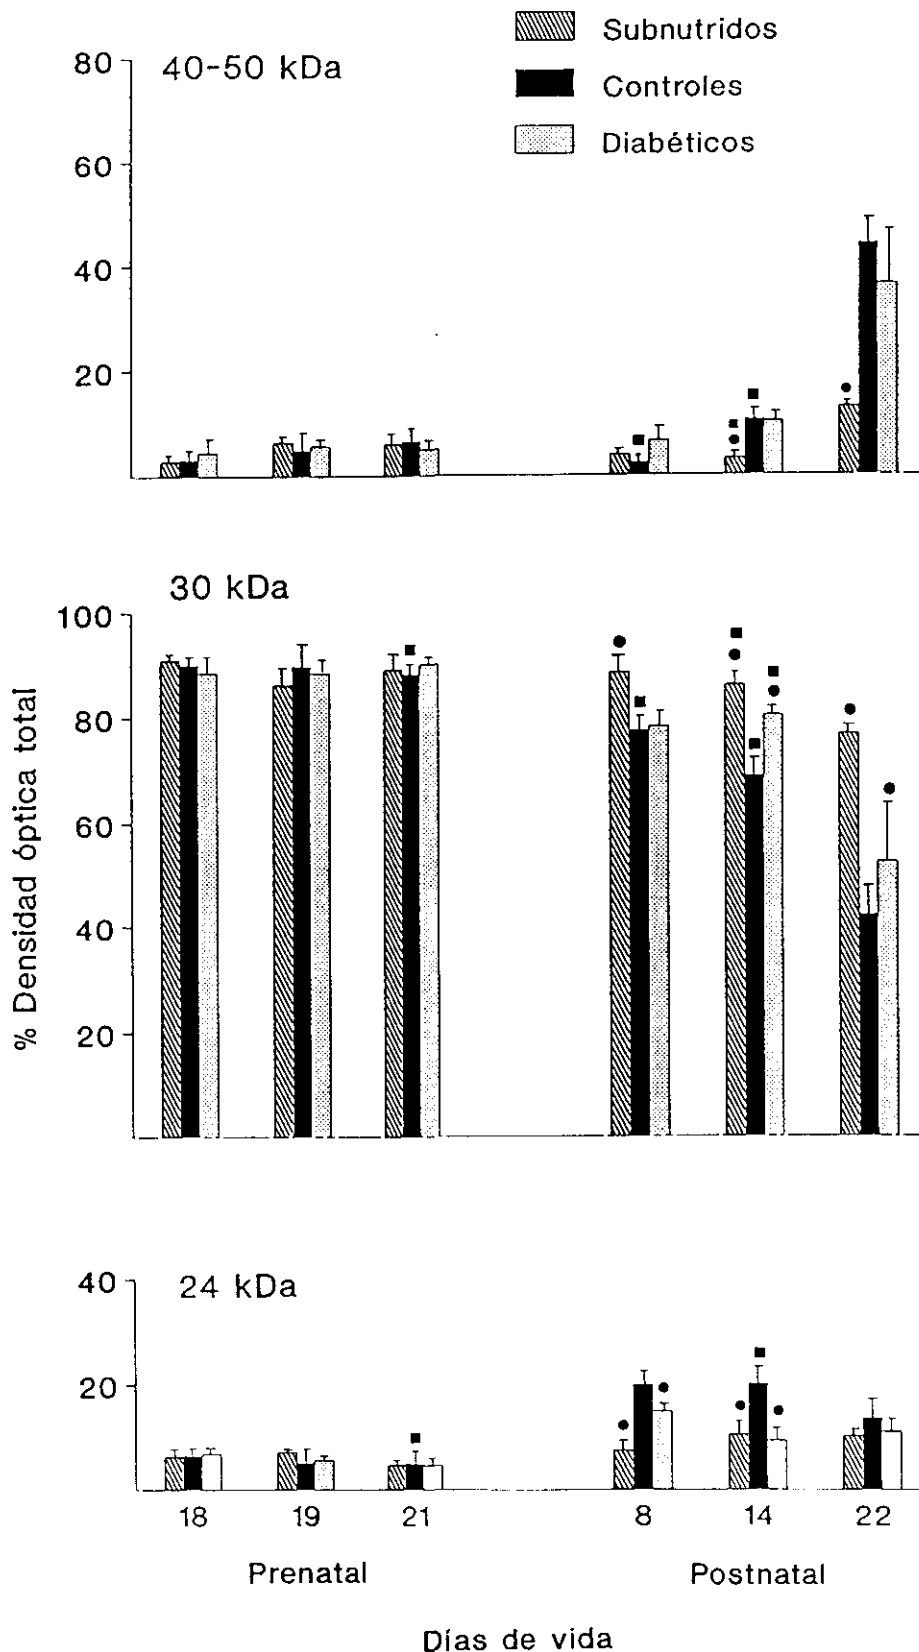 Subnutridos
Controles
Diabéticos
40-50 kDa
80
60
40
20
30 kDa
100
80
60
40
20
% Densidad óptica total
24 kDa
40
20
18 19 21 8 14 22
Prenatal Postnatal
Días de vida